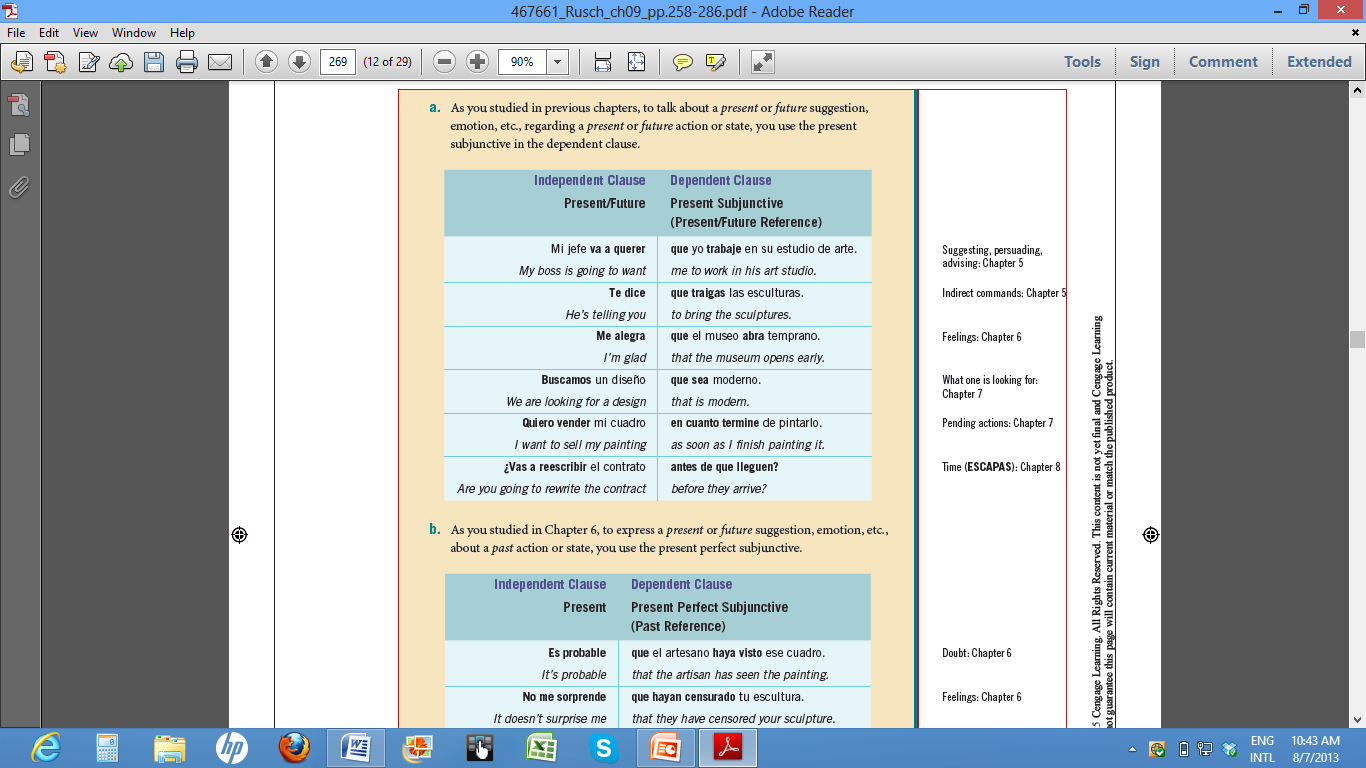 467661_Rusch_ch09_pp.258-286.pdf - Adobe Reader
File Edit View Window Help
269 (12 of 29) 90% Tools Sign Comment Extended
a. As you studied in previous chapters, to talk about a present or future suggestion,
emotion, etc., regarding a present or future action or state, you use the present
subjunctive in the dependent clause.
Independent Clause Dependent Clause
Present/Future Present Subjunctive
(Present/Future Reference)
Mi jefe va a querer que yo trabaje en su estudio de arte.
My boss is going to want me to work in his art studio.
Te dice que traigas las esculturas.
He's telling you to bring the sculptures.
Me alegra que el museo abra temprano.
I'm glad that the museum opens early.
Buscamos un diseño que sea moderno.
We are looking for a design that is modern.
Quiero vender mi cuadro en cuanto termine de pintarlo.
I want to sell my painting as soon as I finish painting it.
¿Vas a reescribir el contrato antes de que lleguen?
Are you going to rewrite the contract before they arrive?
Suggesting, persuading,
advising: Chapter 5
Indirect commands: Chapter 5
Feelings: Chapter 6
What one is looking for:
Chapter 7
Pending actions: Chapter 7
Time (ESCAPAS): Chapter 8
b. As you studied in Chapter 6, to express a present or future suggestion, emotion, etc.,
about a past action or state, you use the present perfect subjunctive.
Independent Clause Dependent Clause
Present Present Perfect Subjunctive
(Past Reference)
Es probable que el artesano haya visto ese cuadro.
It's probable that the artisan has seen the painting.
No me sorprende que hayan censurado tu escultura.
It doesn't surprise me that they have censored your sculpture.
Doubt: Chapter 6
Feelings: Chapter 6
5 Cengage Learning. All Rights Reserved. This content is not yet final and Cengage Learning
not guarantee this page will contain current material or match the published product.
ENG 10:43 AM
INTL 8/7/2013